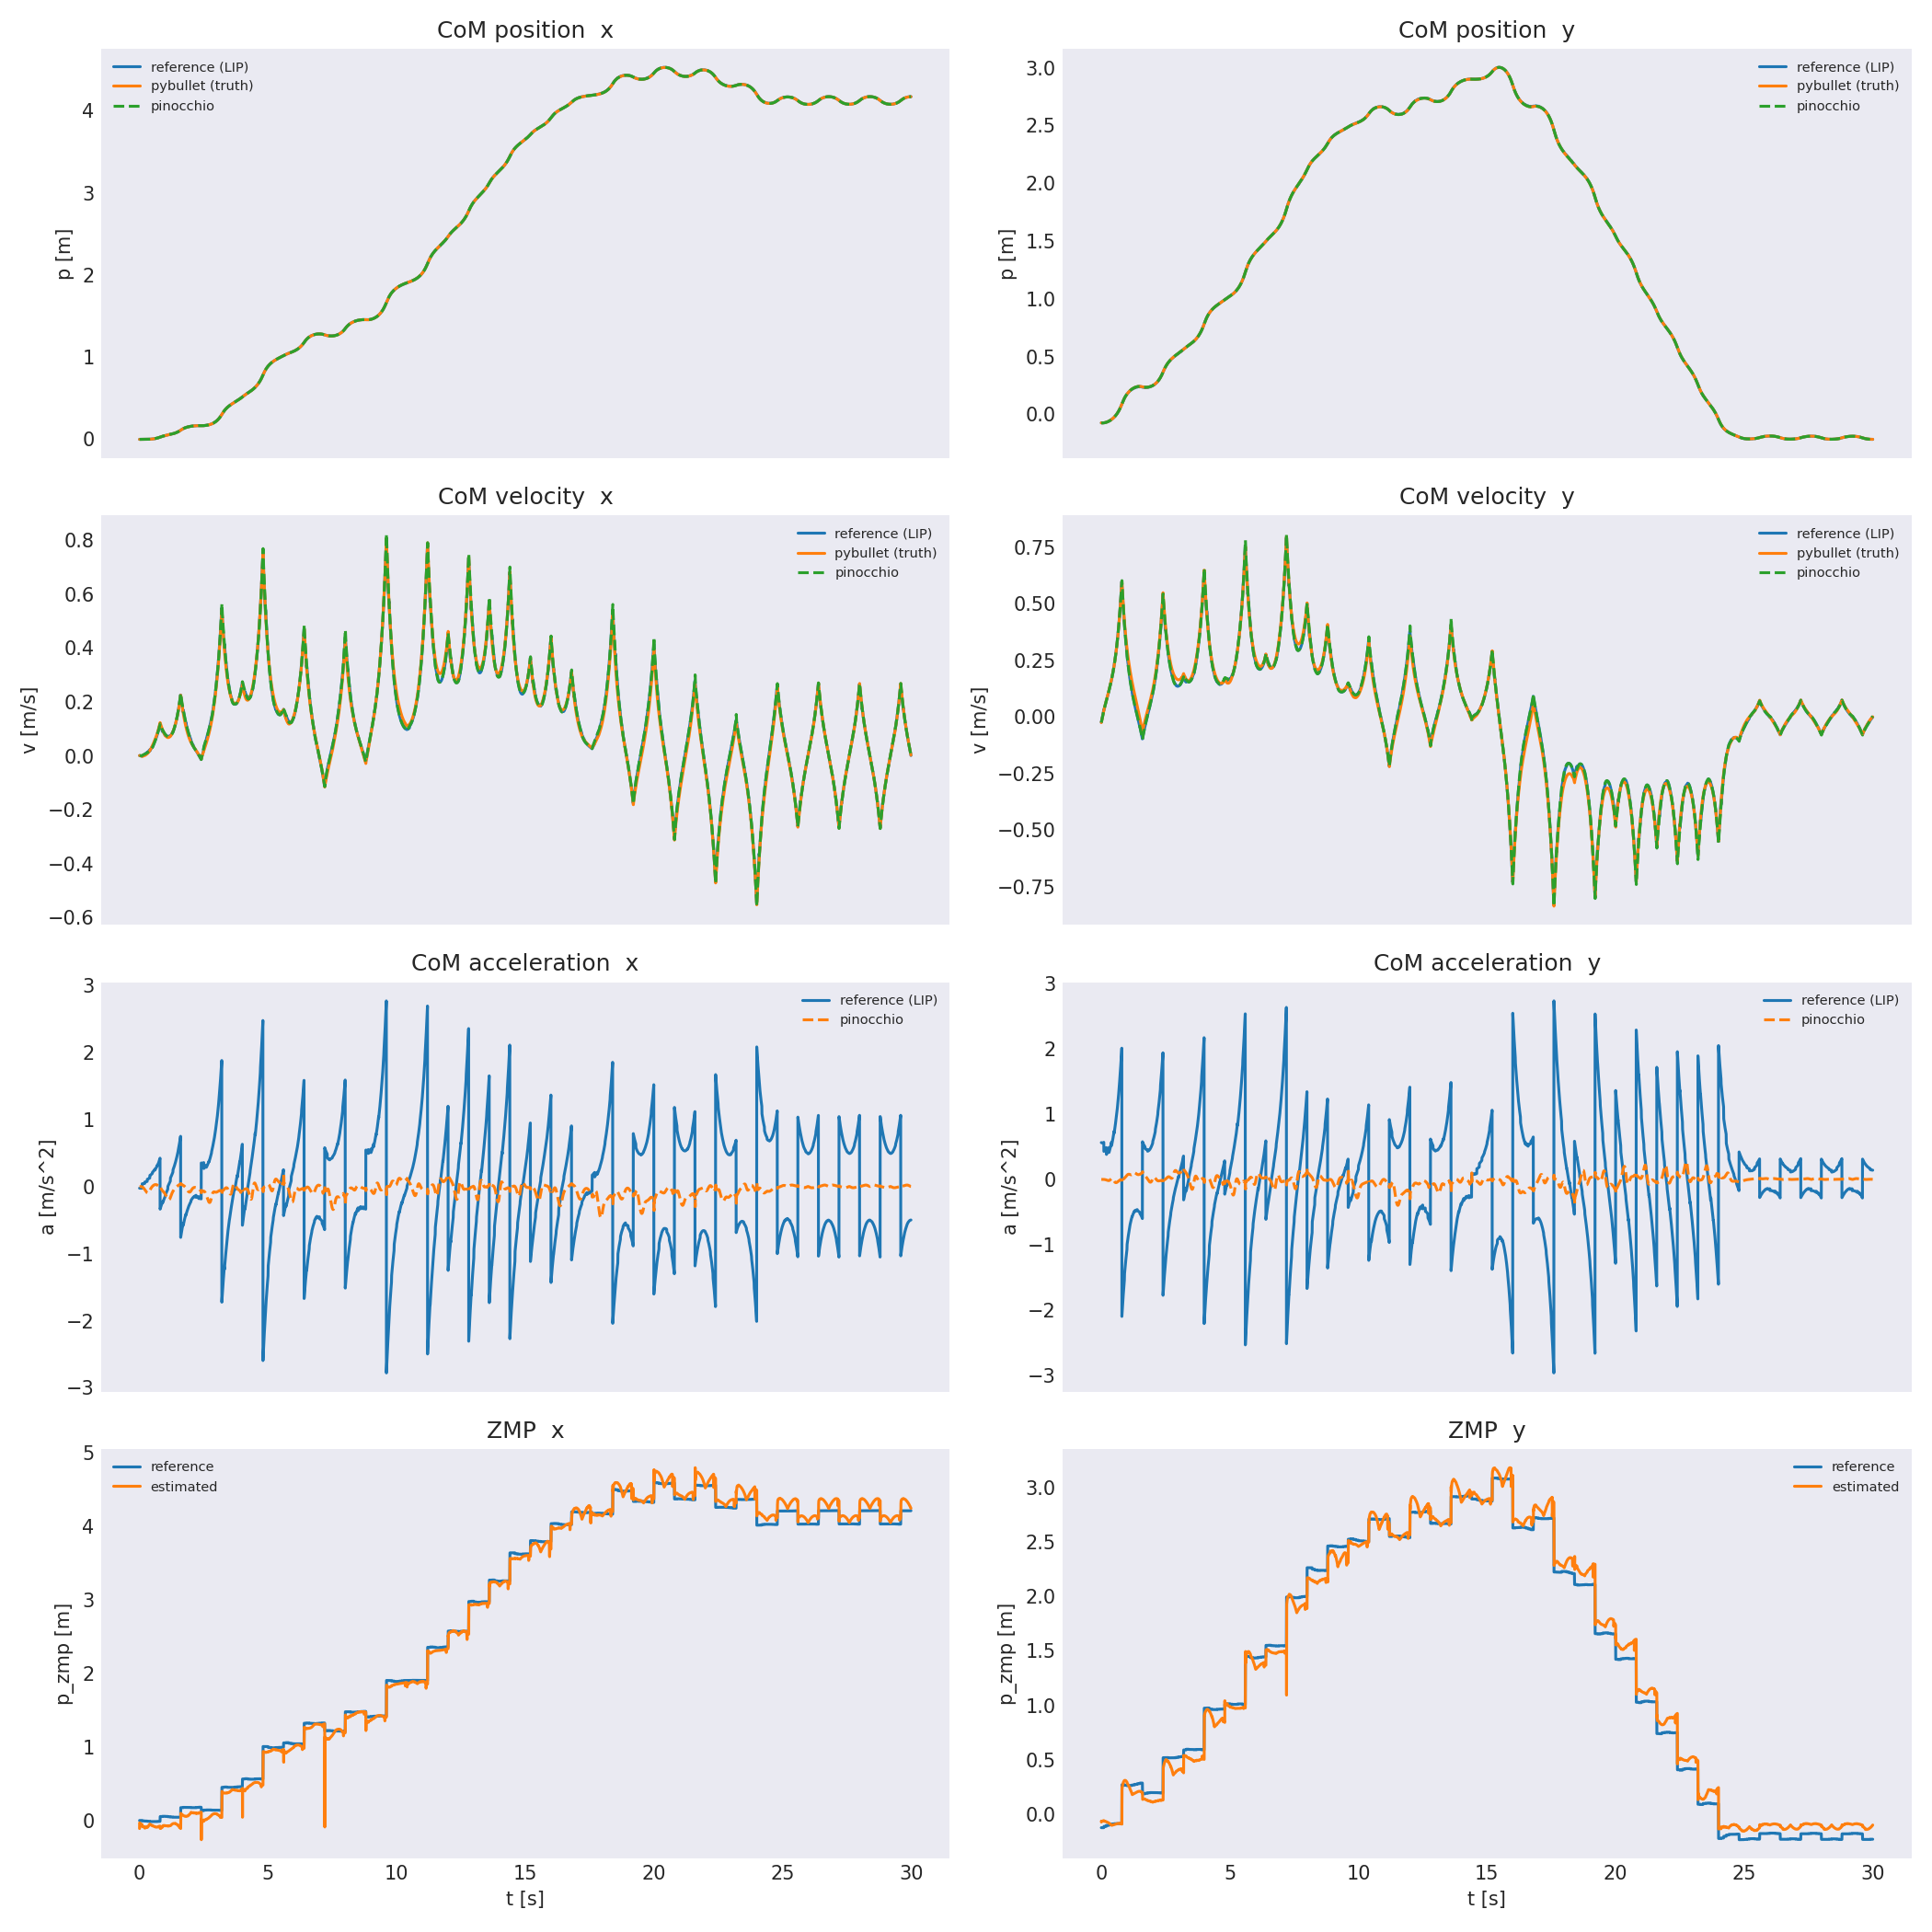 CoM position  x
CoM position  y
reference (LIP)
pybullet (truth)
pinocchio
reference (LIP)
pybullet (truth)
pinocchio
p [m]
4
3
2
1
0
p [m]
3.0
2.5
2.0
1.5
1.0
0.5
0.0
CoM velocity  x
CoM velocity  y
reference (LIP)
pybullet (truth)
pinocchio
reference (LIP)
pybullet (truth)
pinocchio
v [m/s]
0.8
0.6
0.4
0.2
0.0
−0.2
−0.4
−0.6
v [m/s]
0.75
0.50
0.25
0.00
−0.25
−0.50
−0.75
CoM acceleration  x
CoM acceleration  y
reference (LIP)
pinocchio
reference (LIP)
pinocchio
a [m/s^2]
3
2
1
0
−1
−2
−3
a [m/s^2]
3
2
1
0
−1
−2
−3
ZMP  x
ZMP  y
reference
estimated
reference
estimated
p_zmp [m]
5
4
3
2
1
0
p_zmp [m]
3.0
2.5
2.0
1.5
1.0
0.5
0.0
0 5 10 15 20 25 30
0 5 10 15 20 25 30
t [s]
t [s]